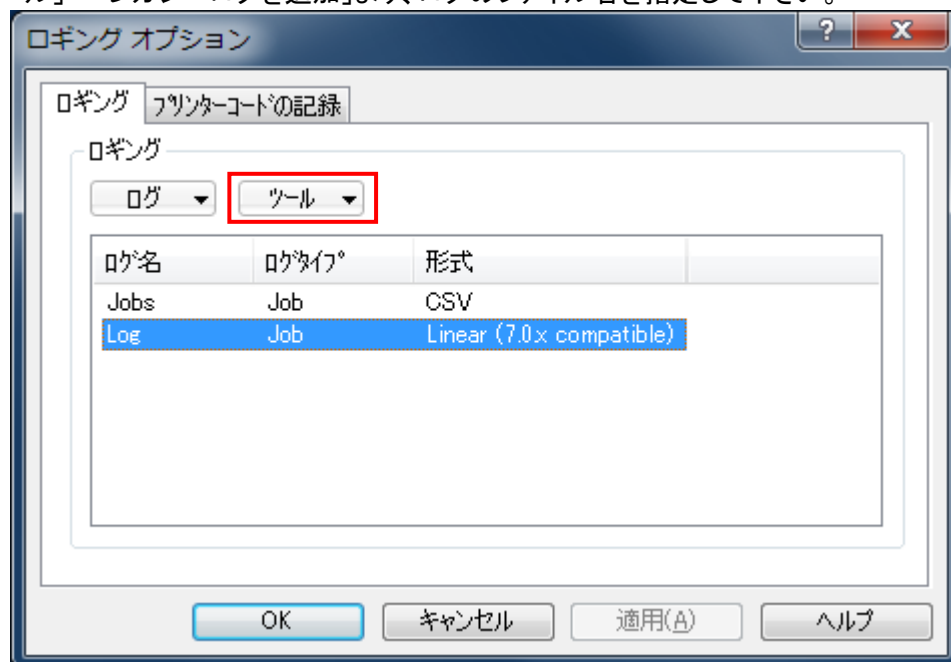 ロギング オプション
ロギング プリンターコードの記録
ロギング
ログ ツール
ログ名 ログタイプ 形式
Jobs Job CSV
Log Job Linear (7.0x compatible)
OK キャンセル 適用(A) ヘルプ